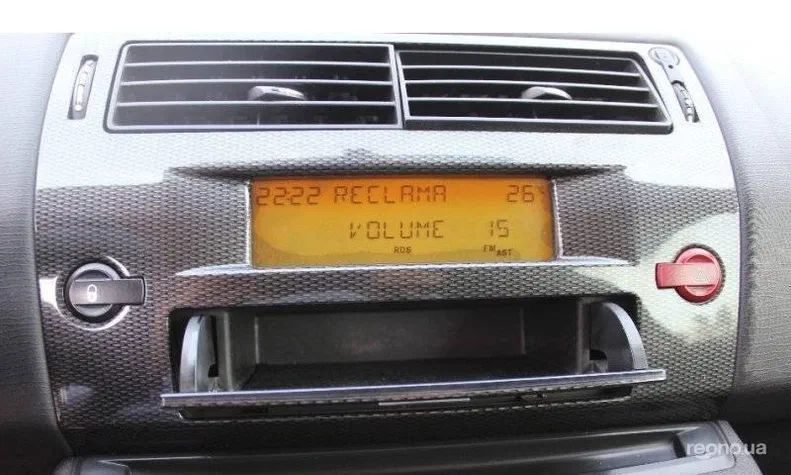 22:22 RECLAMA 26°
VOLUME 15
RDS FM AST
reono.ua